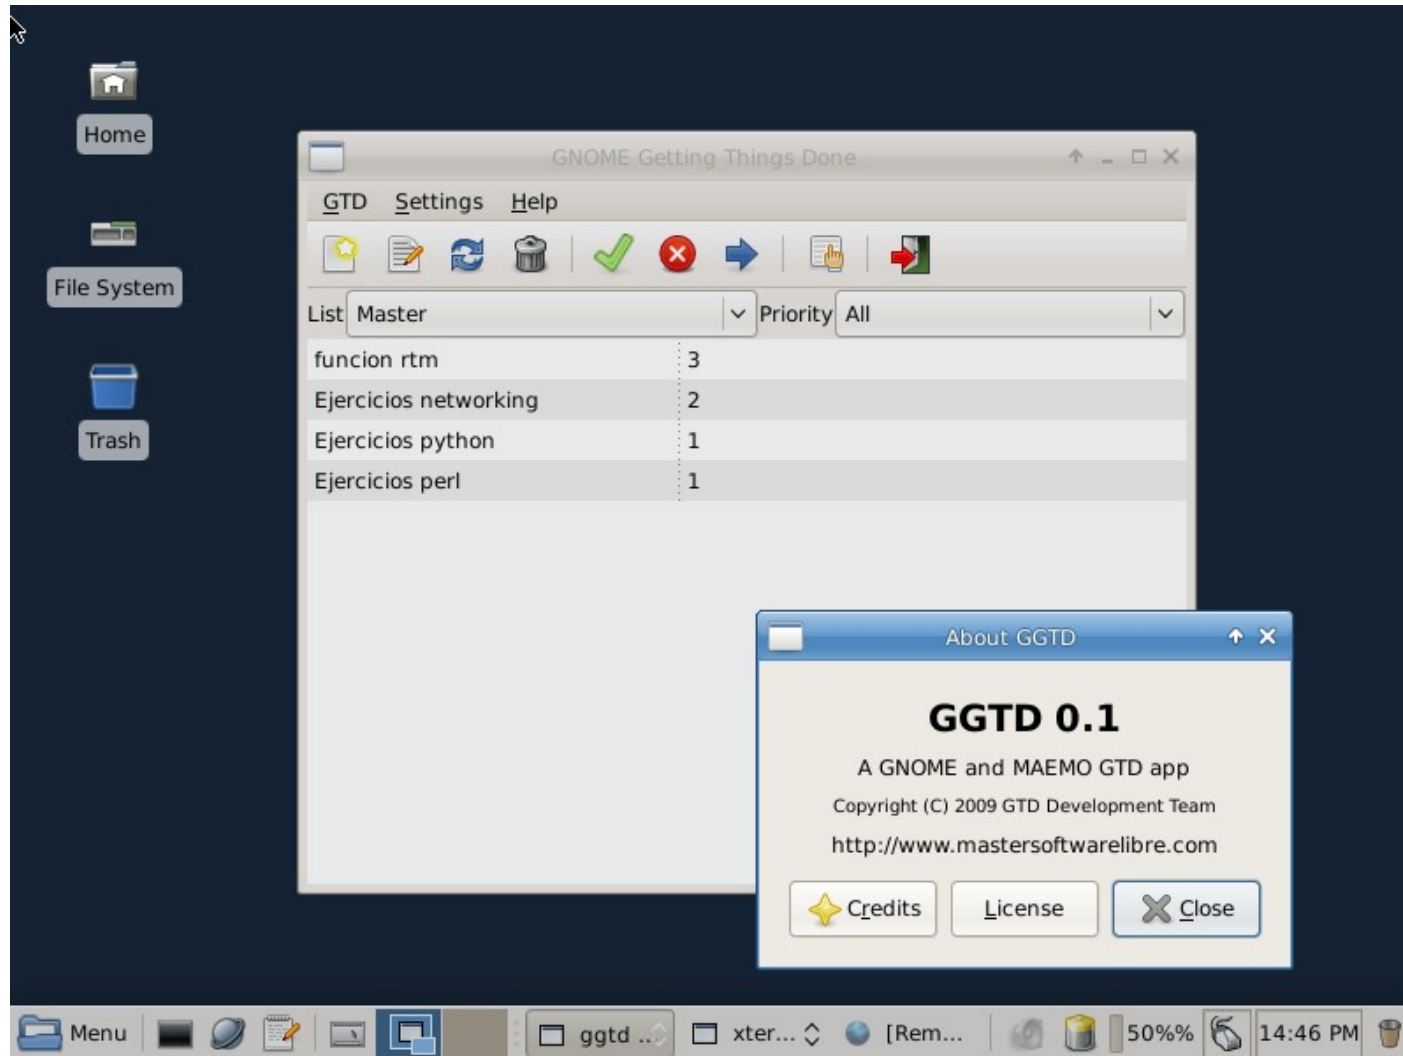 Home
File System
Trash
GNOME Getting Things Done
GTD Settings Help
List Master Priority All
funcion rtm 3
Ejercicios networking 2
Ejercicios python 1
Ejercicios perl 1
About GGTD
GGTD 0.1
A GNOME and MAEMO GTD app
Copyright (C) 2009 GTD Development Team
http://www.mastersoftwarelibre.com
Credits License Close
Menu ggtd ... xter... [Rem... 50%% 14:46 PM